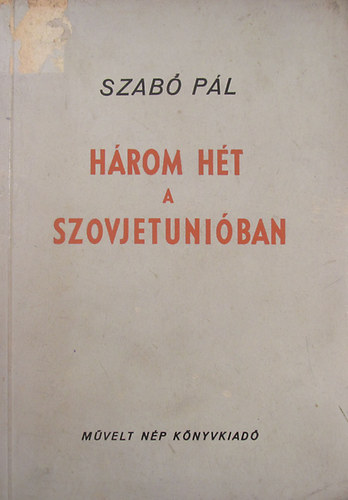 SZABÓ PÁL
HÁROM HÉT
A
SZOVJETUNIÓBAN
MŰVELT NÉP KÖNYVKIADÓ